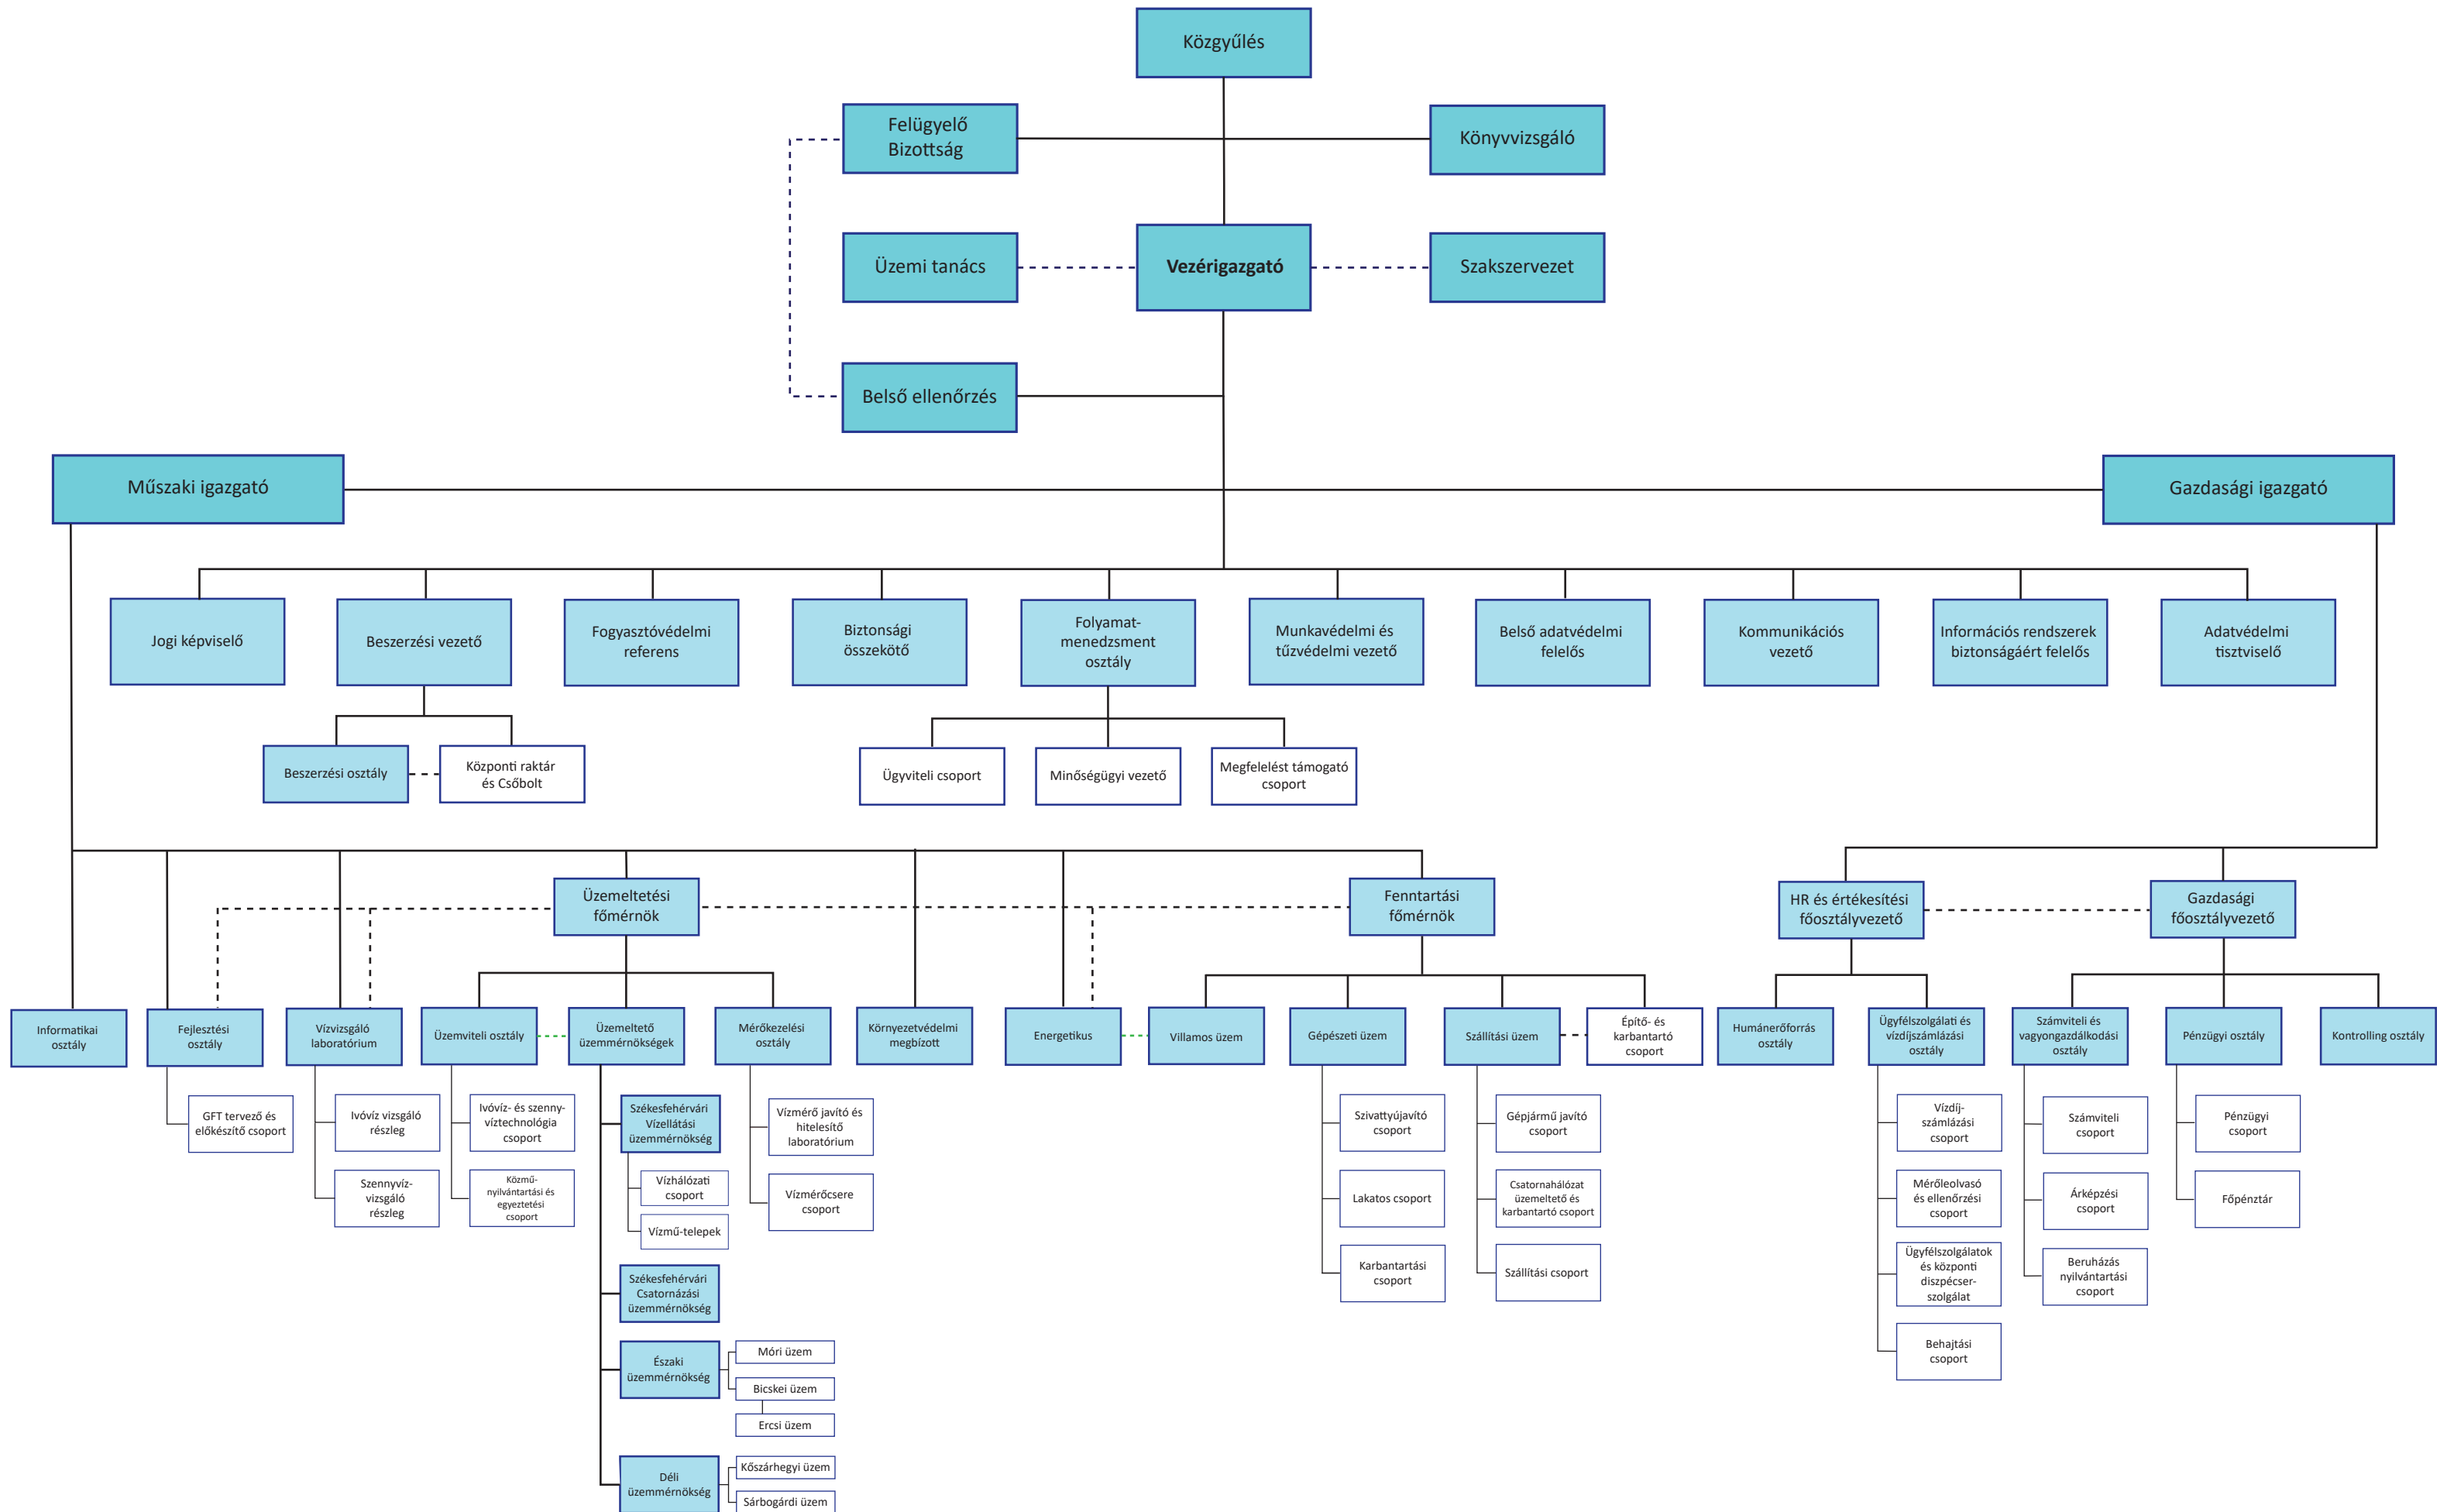 Közgyűlés
Felügyelő
Bizottság
Könyvvizsgáló
Üzemi tanács
Vezérigazgató
Szakszervezet
Belső ellenőrzés
Műszaki igazgató
Gazdasági igazgató
Jogi képviselő
Beszerzési vezető
Fogyasztóvédelmi
referens
Biztonsági
összekötő
Folyamat-
menedzsment
osztály
Munkavédelmi és
tűzvédelmi vezető
Belső adatvédelmi
felelős
Kommunikációs
vezető
Információs rendszerek
biztonságáért felelős
Adatvédelmi
tisztviselő
Beszerzési osztály
Központi raktár
és Csőbolt
Ügyviteli csoport
Minőségügyi vezető
Megfelelést támogató
csoport
Üzemeltetési
főmérnök
Fenntartási
főmérnök
HR és értékesítési
főosztályvezető
Gazdasági
főosztályvezető
Informatikai
osztály
Fejlesztési
osztály
Vízvizsgáló
laboratórium
Üzemviteli osztály
Üzemeltető
üzemmérnökségek
Mérőkezelési
osztály
Környezetvédelmi
megbízott
Energetikus
Villamos üzem
Gépészeti üzem
Szállítási üzem
Építő- és
karbantartó
csoport
Humánerőforrás
osztály
Ügyfélszolgálati és
vízdíjszámlázási
osztály
Számviteli és
vagyongazdálkodási
osztály
Pénzügyi osztály
Kontrolling osztály
GFT tervező és
előkészítő csoport
Ivóvíz vizsgáló
részleg
Szennyvíz-
vizsgáló
részleg
Ivóvíz- és szenny-
víztechnológia
csoport
Közmű-
nyilvántartási és
egyeztetési
csoport
Székesfehérvári
Vízellátási
üzemmérnökség
Vízhálózati
csoport
Vízmű-telepek
Székesfehérvári
Csatornázási
üzemmérnökség
Északi
üzemmérnökség
Móri üzem
Bicskei üzem
Ercsi üzem
Déli
üzemmérnökség
Kőszárhegyi üzem
Sárbogárdi üzem
Vízmérő javító és
hitelesítő
laboratórium
Vízmérőcsere
csoport
Szivattyújavító
csoport
Lakatos csoport
Karbantartási
csoport
Gépjármű javító
csoport
Csatornahálózat
üzemeltető és
karbantartó csoport
Szállítási csoport
Vízdíj-
számlázási
csoport
Mérőleolvasó
és ellenőrzési
csoport
Ügyfélszolgálatok
és központi
diszpécser-
szolgálat
Behajtási
csoport
Számviteli
csoport
Árképzési
csoport
Beruházás
nyilvántartási
csoport
Pénzügyi
csoport
Főpénztár